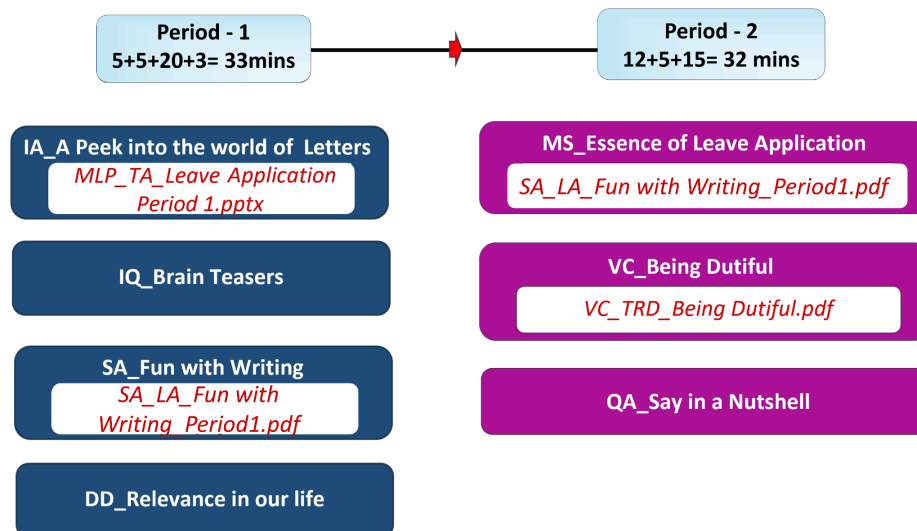 Period - 1
5+5+20+3= 33mins
Period - 2
12+5+15= 32 mins
IA_A Peek into the world of Letters
MLP_TA_Leave Application
Period 1.pptx
IQ_Brain Teasers
SA_Fun with Writing
SA_LA_Fun with
Writing_Period1.pdf
DD_Relevance in our life
MS_Essence of Leave Application
SA_LA_Fun with Writing_Period1.pdf
VC_Being Dutiful
VC_TRD_Being Dutiful.pdf
QA_Say in a Nutshell